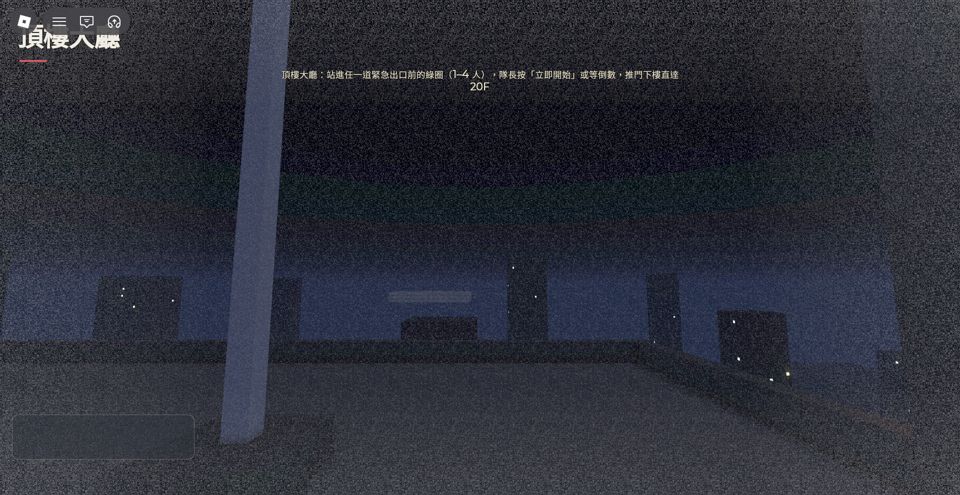 頂樓大廳
頂樓大廳：站進任一道緊急出口前的綠圈（1–4 人），隊長按「立即開始」或等倒數，推門下樓直達
20F